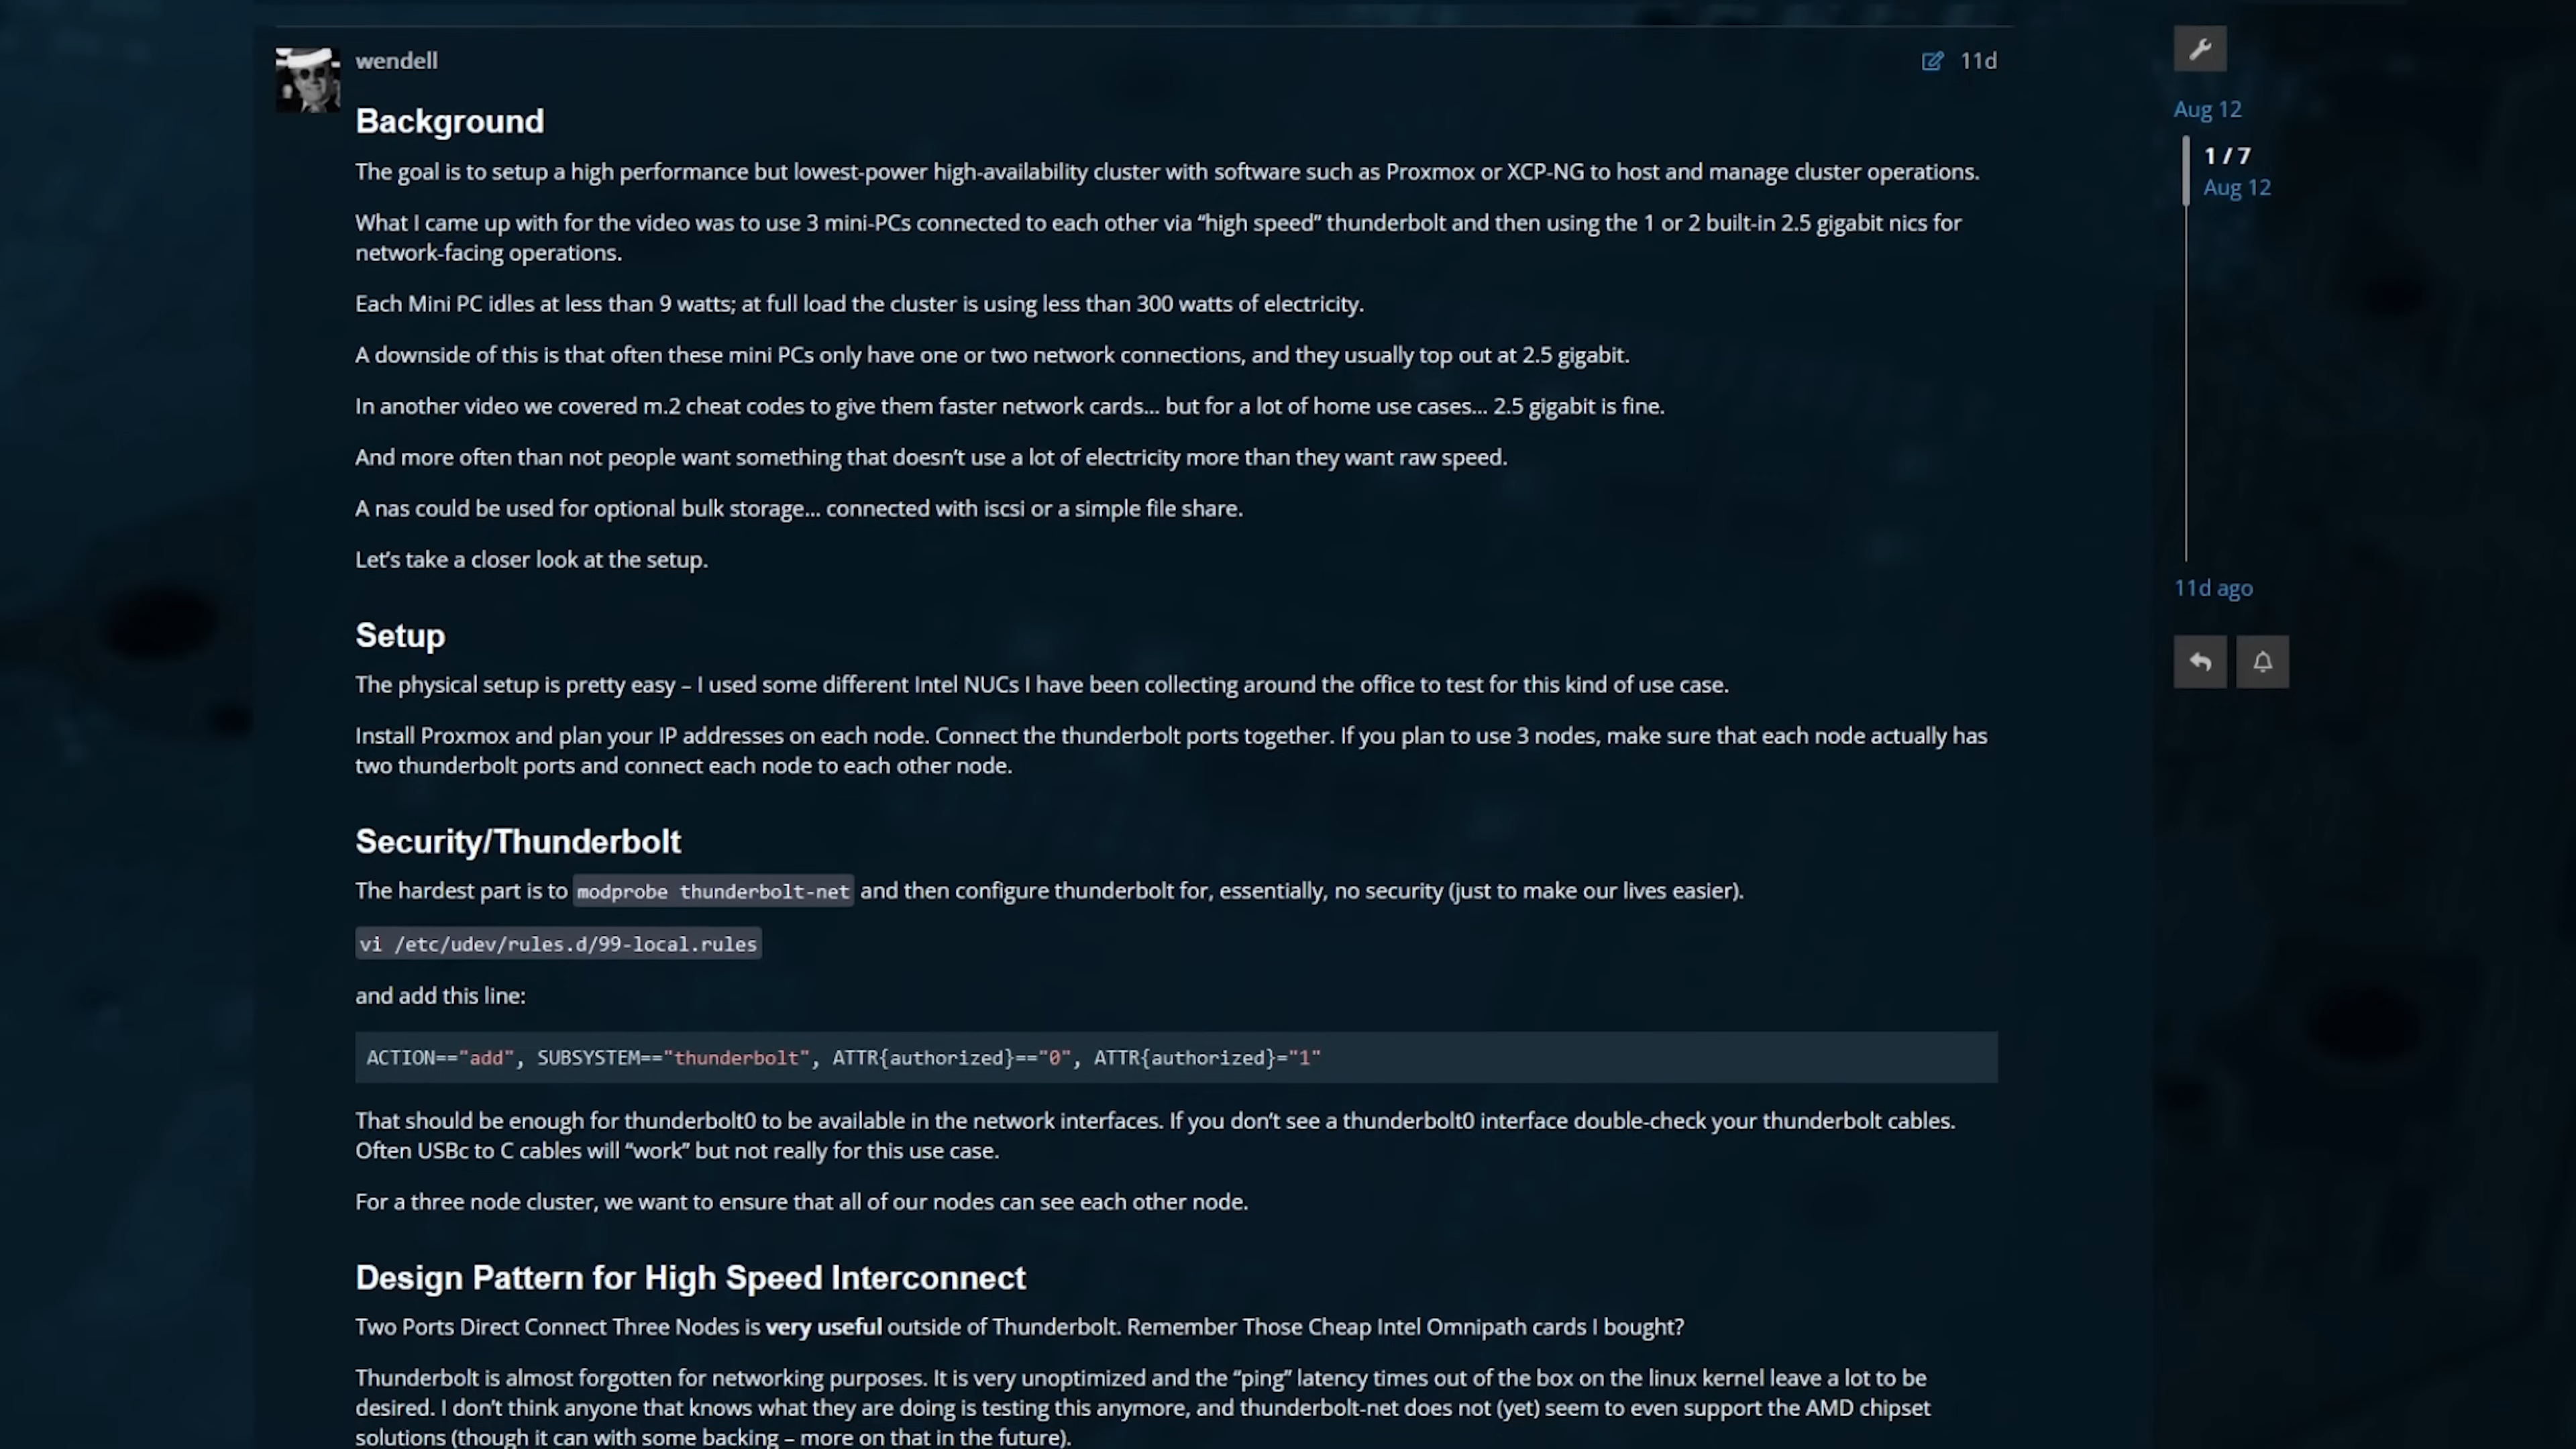 wendell
11d
Background
The goal is to setup a high performance but lowest-power high-availability cluster with software such as Proxmox or XCP-NG to host and manage cluster operations.
What I came up with for the video was to use 3 mini-PCs connected to each other via “high speed” thunderbolt and then using the 1 or 2 built-in 2.5 gigabit nics for
network-facing operations.
Each Mini PC idles at less than 9 watts; at full load the cluster is using less than 300 watts of electricity.
A downside of this is that often these mini PCs only have one or two network connections, and they usually top out at 2.5 gigabit.
In another video we covered m.2 cheat codes to give them faster network cards... but for a lot of home use cases... 2.5 gigabit is fine.
And more often than not people want something that doesn’t use a lot of electricity more than they want raw speed.
A nas could be used for optional bulk storage... connected with iscsi or a simple file share.
Let’s take a closer look at the setup.
Setup
The physical setup is pretty easy – I used some different Intel NUCs I have been collecting around the office to test for this kind of use case.
Install Proxmox and plan your IP addresses on each node. Connect the thunderbolt ports together. If you plan to use 3 nodes, make sure that each node actually has
two thunderbolt ports and connect each node to each other node.
Security/Thunderbolt
The hardest part is to modprobe thunderbolt-net and then configure thunderbolt for, essentially, no security (just to make our lives easier).
vi /etc/udev/rules.d/99-local.rules
and add this line:
ACTION=="add", SUBSYSTEM=="thunderbolt", ATTR{authorized}=="0", ATTR{authorized}="1"
That should be enough for thunderbolt0 to be available in the network interfaces. If you don’t see a thunderbolt0 interface double-check your thunderbolt cables.
Often USBc to C cables will “work” but not really for this use case.
For a three node cluster, we want to ensure that all of our nodes can see each other node.
Design Pattern for High Speed Interconnect
Two Ports Direct Connect Three Nodes is very useful outside of Thunderbolt. Remember Those Cheap Intel Omnipath cards I bought?
Thunderbolt is almost forgotten for networking purposes. It is very unoptimized and the “ping” latency times out of the box on the linux kernel leave a lot to be
desired. I don’t think anyone that knows what they are doing is testing this anymore, and thunderbolt-net does not (yet) seem to even support the AMD chipset
solutions (though it can with some backing – more on that in the future).
Aug 12
1 / 7
Aug 12
11d ago